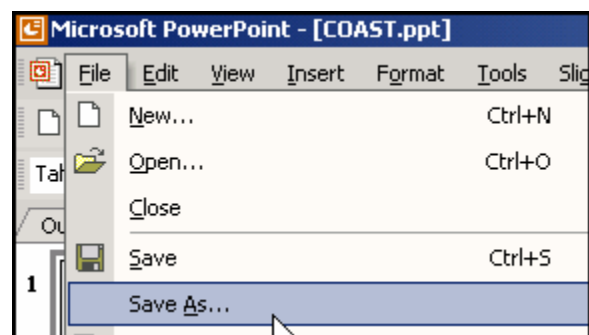 Microsoft PowerPoint - [COAST.ppt]
File Edit View Insert Format Tools
New... Ctrl+N
Open... Ctrl+O
Close
Save Ctrl+S
1
Save As...